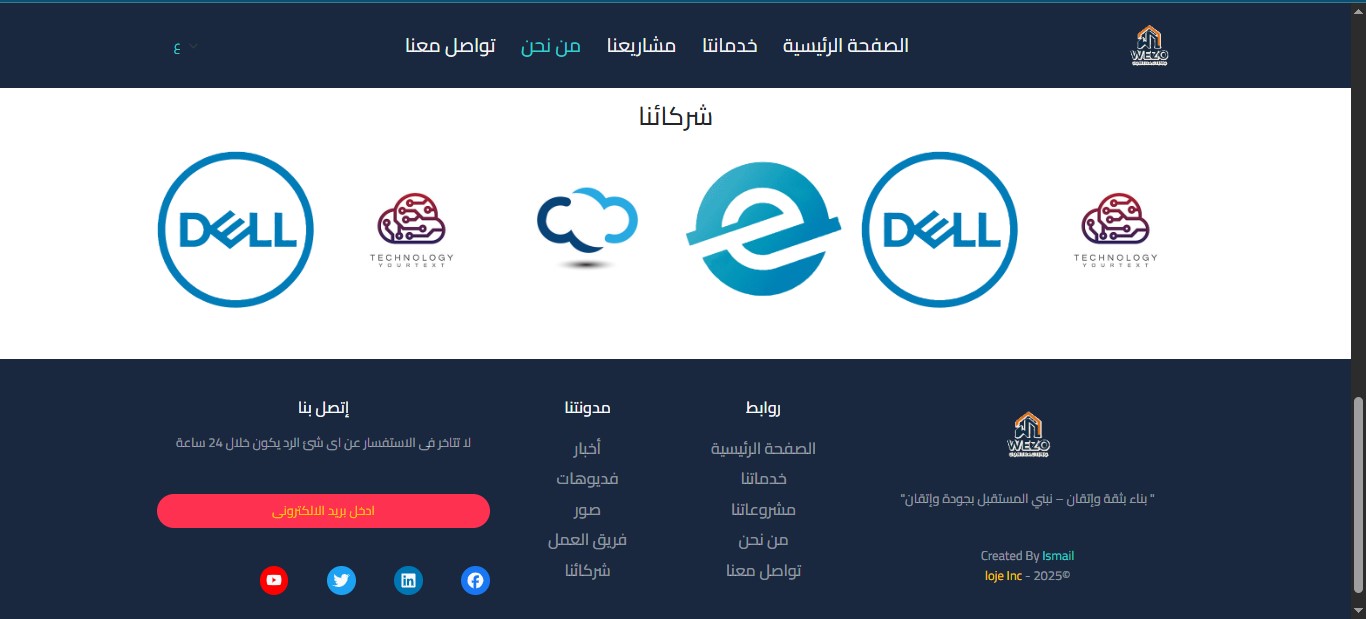 WEZO
الصفحة الرئيسية
خدماتنا
مشاريعنا
من نحن
تواصل معنا
ع
شركائنا
DELL
TECHNOLOGY
YOURTEXT
DELL
TECHNOLOGY
YOURTEXT
WEZO
" بناء بثقة وإتقان – نبني المستقبل بجودة وإتقان"
Created By Ismail
loje Inc - 2025©
روابط
الصفحة الرئيسية
خدماتنا
مشروعاتنا
من نحن
تواصل معنا
مدونتنا
أخبار
فديوهات
صور
فريق العمل
شركائنا
إتصل بنا
لا تتاخر فى الاستفسار عن اى شئ الرد يكون خلال 24 ساعة
ادخل بريد الالكترونى